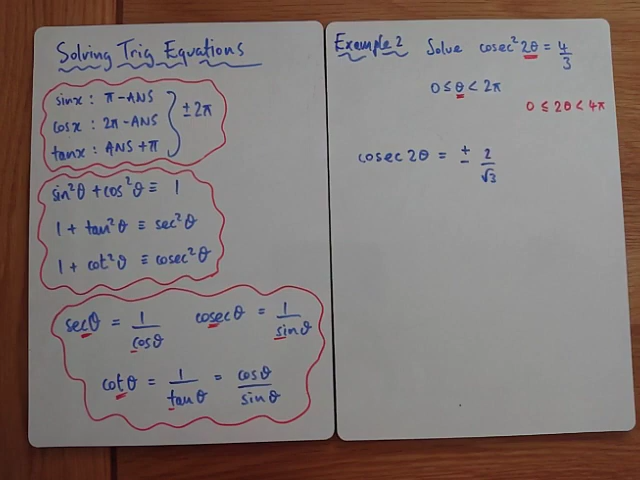 Solving Trig Equations
sinx : π - ANS
cosx : 2π - ANS
tanx : ANS + π
± 2π
sin²θ + cos²θ ≡ 1
1 + tan²θ ≡ sec²θ
1 + cot²θ ≡ cosec²θ
secθ = 1/cosθ cosecθ = 1/sinθ
cotθ = 1/tanθ = cosθ/sinθ
Example 2 Solve cosec²2θ = 4/3
0 ≤ θ < 2π
0 ≤ 2θ < 4π
cosec 2θ = ± 2/√3